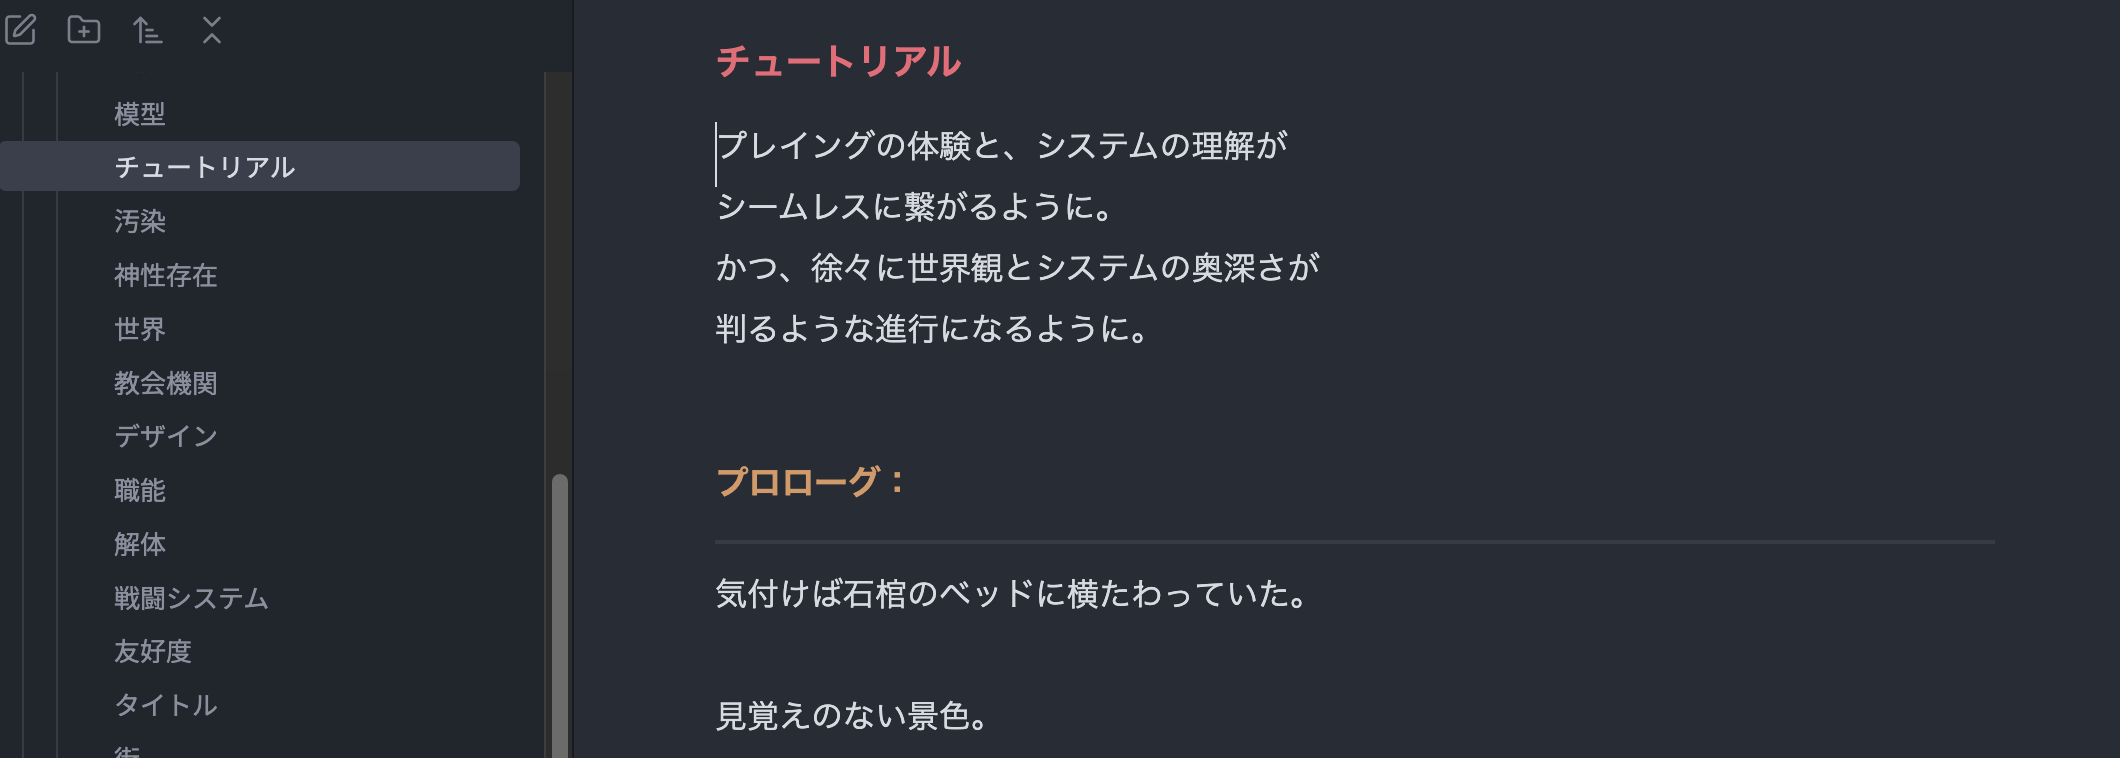 模型
チュートリアル
汚染
神性存在
世界
教会機関
デザイン
職能
解体
戦闘システム
友好度
タイトル
街
チュートリアル
プレイングの体験と、システムの理解が
シームレスに繋がるように。
かつ、徐々に世界観とシステムの奥深さが
判るような進行になるように。
プロローグ：
気付けば石棺のベッドに横たわっていた。
見覚えのない景色。